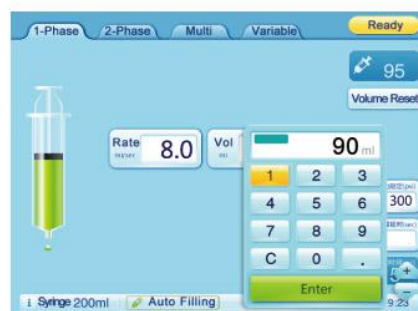 1-Phase 2-Phase Multi Variable Ready
95
Volume Reset
Rate 8.0 Vol
ml
90 ml
1 2 3
4 5 6
7 8 9
C 0 .
Enter
300
+
-
i Syringe 200ml Auto Filling 9:23